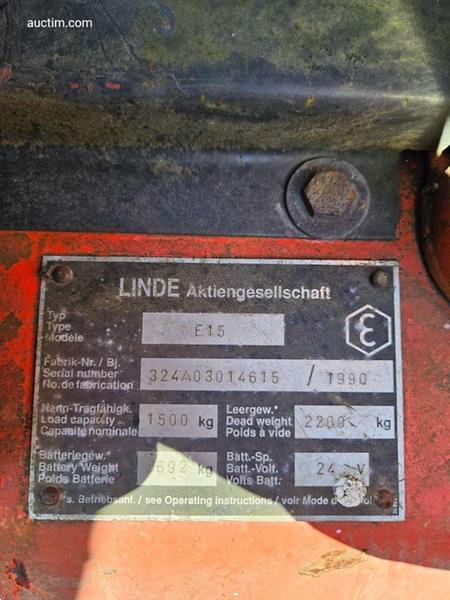 auctim.com
LINDE Aktiengesellschaft
Typ
Type
Modèle
E15
Ɛ
Fabrik-Nr. / Bj.
Serial number
No. de fabrication
324A03014615 / 1990
Nenn-Tragfähigk.
Load capacity
Capacité nominale
1500 kg
Leergew.*
Dead weight
Poids à vide
2200 kg
Batteriegew.*
Battery Weight
Poids Batterie
692 kg
Batt.-Sp.
Batt.-Volt.
Volts Batt.
24 V
s. Betriebsanl. / see Operating instructions / voir Mode